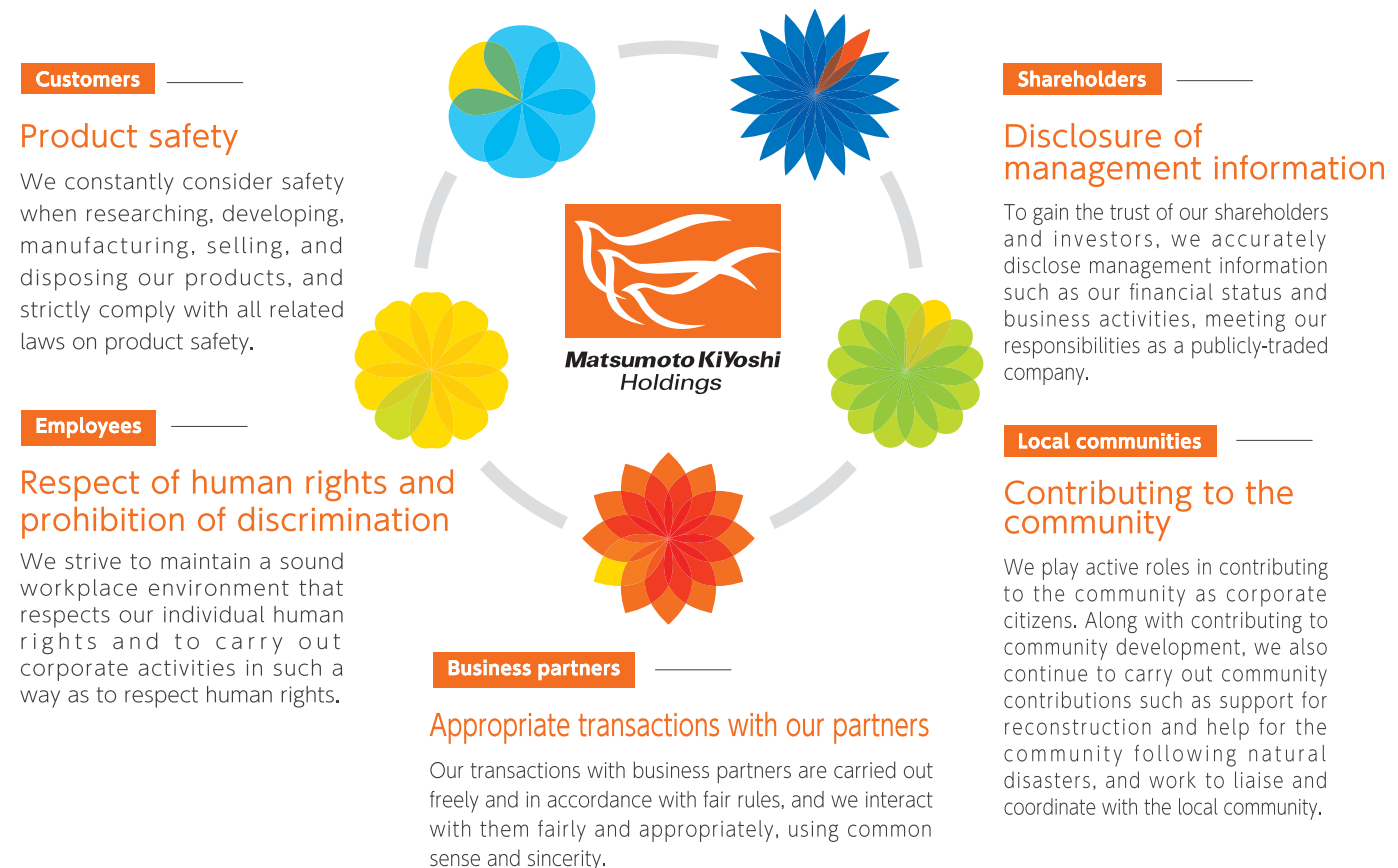 Customers
Product safety
We constantly consider safety
when researching, developing,
manufacturing, selling, and
disposing our products, and
strictly comply with all related
laws on product safety.
Employees
Respect of human rights and
prohibition of discrimination
We strive to maintain a sound
workplace environment that
respects our individual human
rights and to carry out
corporate activities in such a
way as to respect human rights.
Matsumoto KiYoshi
Holdings
Business partners
Appropriate transactions with our partners
Our transactions with business partners are carried out
freely and in accordance with fair rules, and we interact
with them fairly and appropriately, using common
sense and sincerity.
Shareholders
Disclosure of
management information
To gain the trust of our shareholders
and investors, we accurately
disclose management information
such as our financial status and
business activities, meeting our
responsibilities as a publicly-traded
company.
Local communities
Contributing to the
community
We play active roles in contributing
to the community as corporate
citizens. Along with contributing to
community development, we also
continue to carry out community
contributions such as support for
reconstruction and help for the
community following natural
disasters, and work to liaise and
coordinate with the local community.